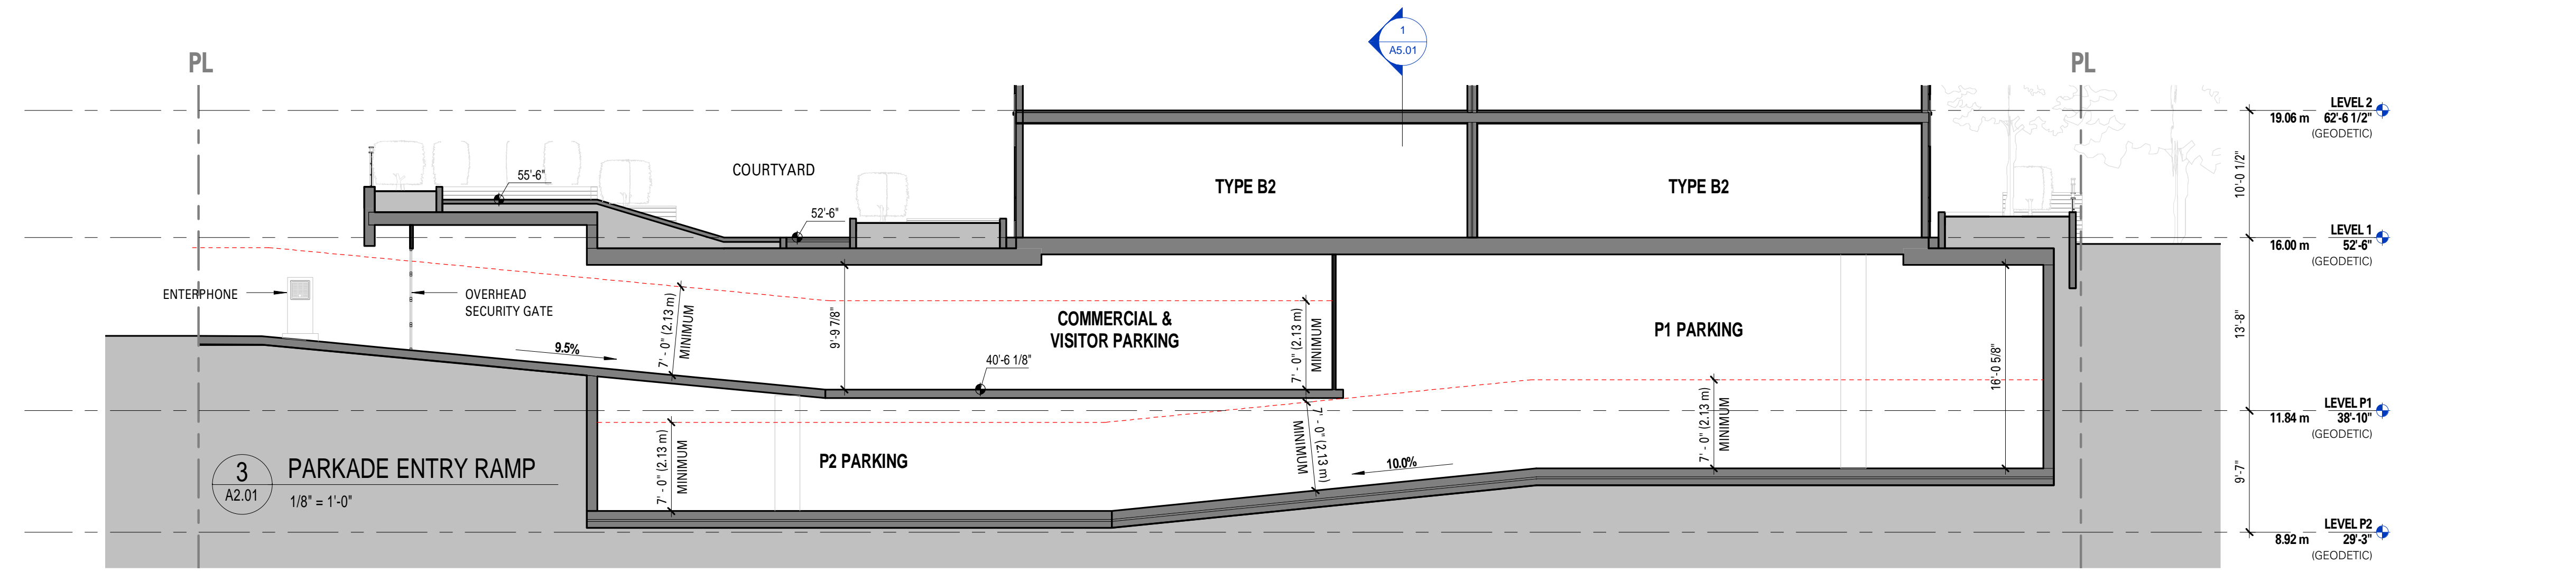 1
A5.01
PL
PL
LEVEL 2
19.06 m 62'-6 1/2"
(GEODETIC)
10'-0 1/2"
COURTYARD
55'-6"
52'-6"
TYPE B2
TYPE B2
LEVEL 1
16.00 m 52'-6"
(GEODETIC)
ENTERPHONE
OVERHEAD
SECURITY GATE
9.5%
7' - 0" (2.13 m)
MINIMUM
9'-9 7/8"
COMMERCIAL &
VISITOR PARKING
40'-6 1/8"
7' - 0" (2.13 m)
MINIMUM
P1 PARKING
16'-0 5/8"
13'-8"
LEVEL P1
11.84 m 38'-10"
(GEODETIC)
7' - 0" (2.13 m)
MINIMUM
P2 PARKING
7' - 0" (2.13 m)
MINIMUM
10.0%
7' - 0" (2.13 m)
MINIMUM
9'-7"
LEVEL P2
8.92 m 29'-3"
(GEODETIC)
3
A2.01
PARKADE ENTRY RAMP
1/8" = 1'-0"